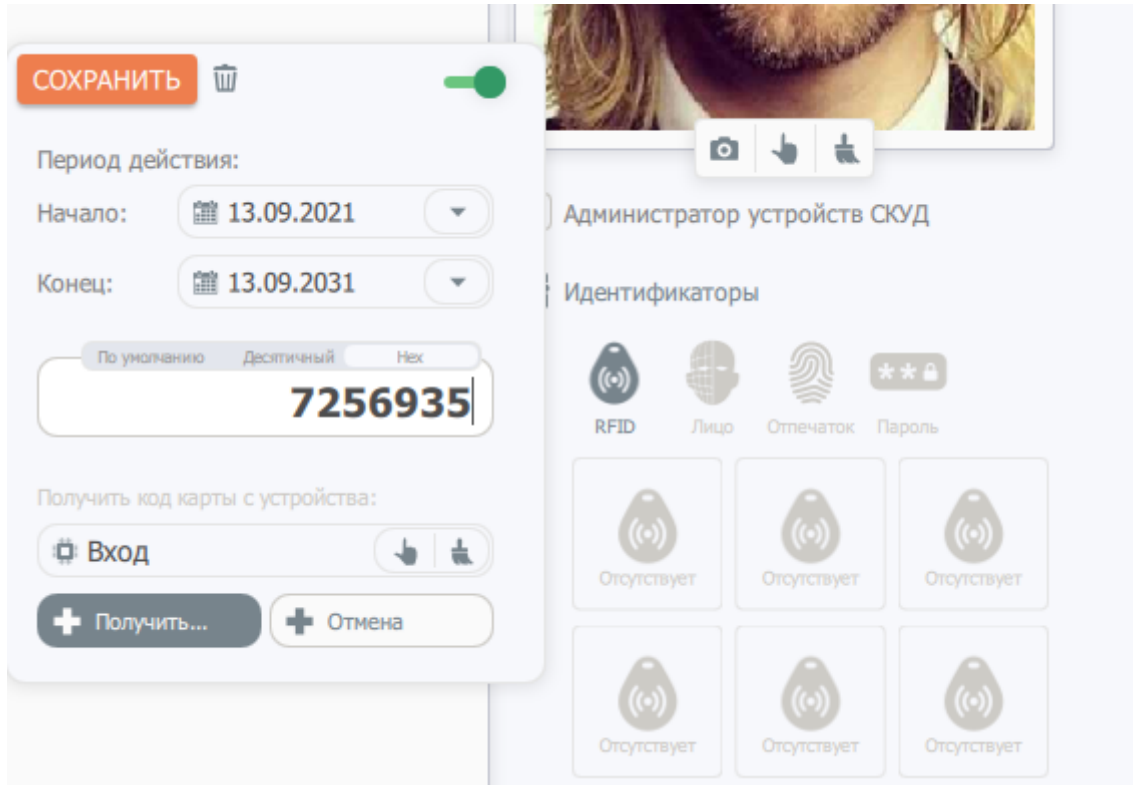 СОХРАНИТЬ
Период действия:
Начало: 13.09.2021
Конец: 13.09.2031
По умолчанию Десятичный Hex
7256935
Получить код карты с устройства:
Вход
Получить... Отмена
Администратор устройств СКУД
Идентификаторы
RFID Лицо Отпечаток Пароль
Отсутствует Отсутствует Отсутствует
Отсутствует Отсутствует Отсутствует